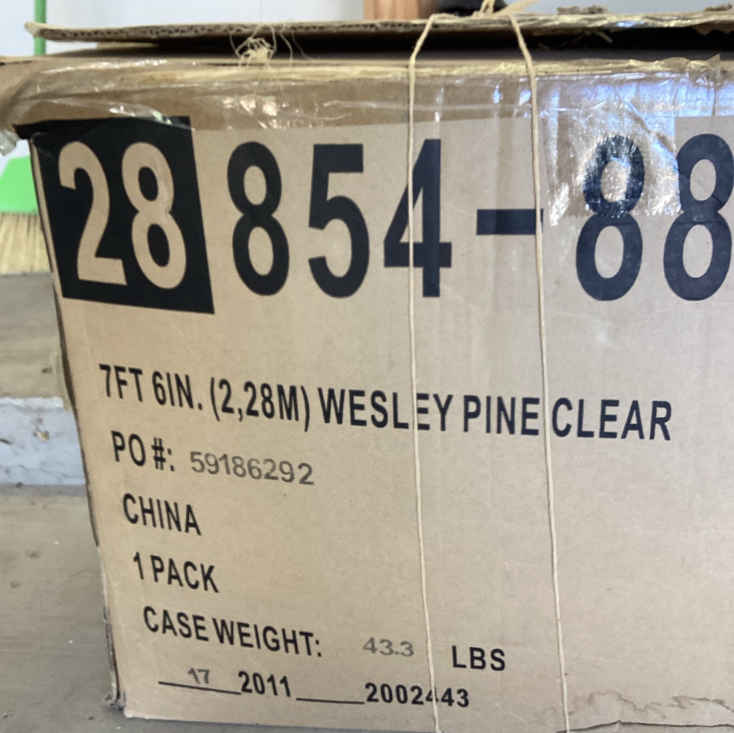 28 854-88
7FT 6IN. (2,28M) WESLEY PINE CLEAR
PO#: 59186292
CHINA
1 PACK
CASE WEIGHT: 43.3 LBS
17 2011 2002443